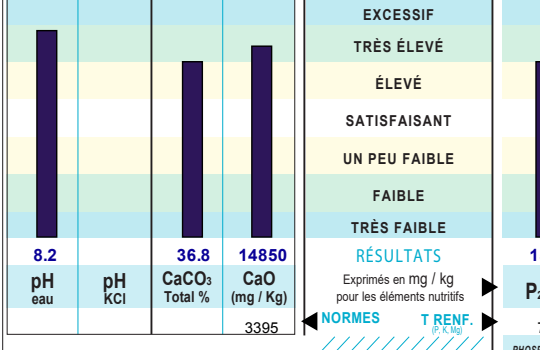 EXCESSIF
TRÈS ÉLEVÉ
ÉLEVÉ
SATISFAISANT
UN PEU FAIBLE
FAIBLE
TRÈS FAIBLE
8.2 36.8 14850 RÉSULTATS 1
pH eau
pH KCl
CaCO₃ Total %
CaO (mg / Kg)
Exprimés en mg / kg
pour les éléments nutritifs
P₂
3395
NORMES T RENF.
(P, K, Mg)